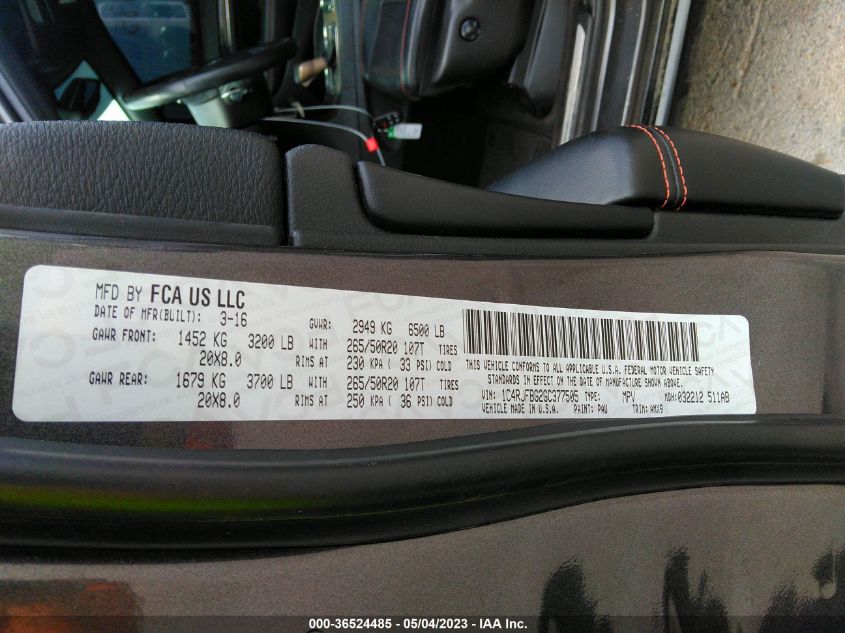 MFD BY FCA US LLC
DATE OF MFR(BUILT): 3-16 GVWR: 2949 KG 6500 LB
GAWR FRONT: 1452 KG 3200 LB WITH 265/50R20 107T TIRES
20X8.0 RIMS AT 230 KPA ( 33 PSI) COLD
GAWR REAR: 1679 KG 3700 LB WITH 265/50R20 107T TIRES
20X8.0 RIMS AT 250 KPA ( 36 PSI) COLD
THIS VEHICLE CONFORMS TO ALL APPLICABLE U.S.A. FEDERAL MOTOR VEHICLE SAFETY
STANDARDS IN EFFECT ON THE DATE OF MANUFACTURE SHOWN ABOVE.
VIN: 1C4RJFBG2GC377505 TYPE: MPV MDH: 032212 511AB
VEHICLE MADE IN U.S.A. PAINT: PAU TRIM:
000-36524485 - 05/04/2023 - IAA Inc.